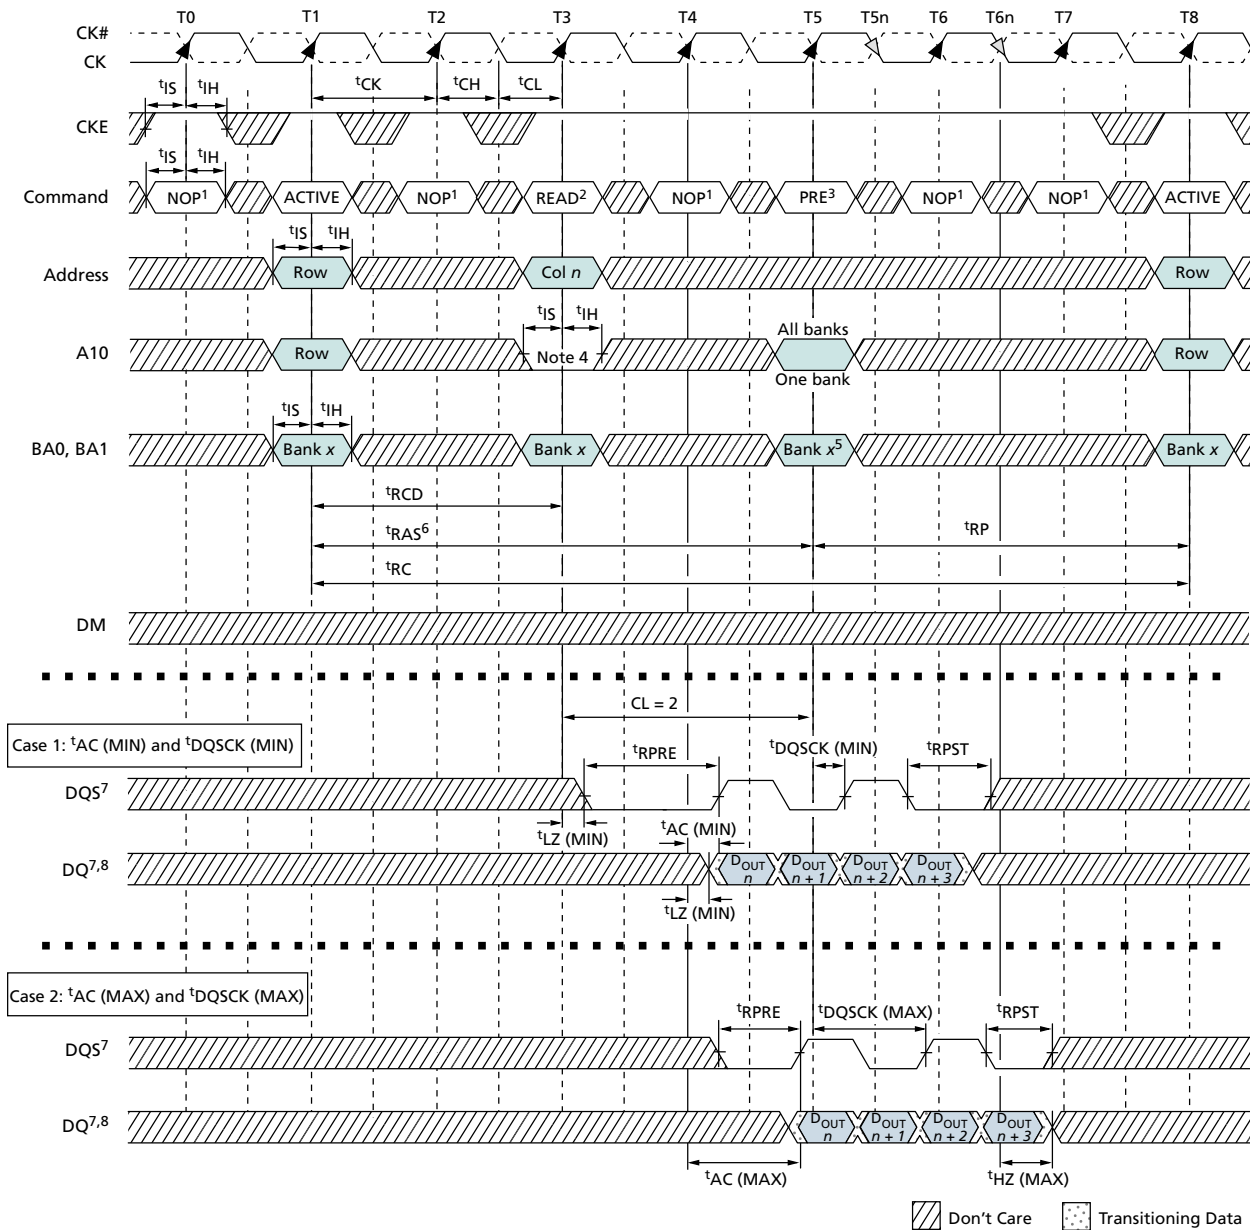 T0 T1 T2 T3 T4 T5 T5n T6 T6n T7 T8
CK#
CK
tCK tCH tCL
tIS tIH
CKE
tIS tIH
Command NOP1 ACTIVE NOP1 READ2 NOP1 PRE3 NOP1 NOP1 ACTIVE
tIS tIH
Address Row Col n Row
tIS tIH All banks
A10 Row Note 4 Row
One bank
tIS tIH
BA0, BA1 Bank x Bank x Bank x5 Bank x
tRCD
tRAS6 tRP
tRC
DM
CL = 2
Case 1: tAC (MIN) and tDQSCK (MIN)
tRPRE tDQSCK (MIN) tRPST
DQS7
tLZ (MIN) tAC (MIN)
DQ7,8 DOUT n DOUT n + 1 DOUT n + 2 DOUT n + 3
tLZ (MIN)
Case 2: tAC (MAX) and tDQSCK (MAX)
tRPRE tDQSCK (MAX) tRPST
DQS7
DQ7,8 DOUT n DOUT n + 1 DOUT n + 2 DOUT n + 3
tAC (MAX) tHZ (MAX)
Don't Care Transitioning Data